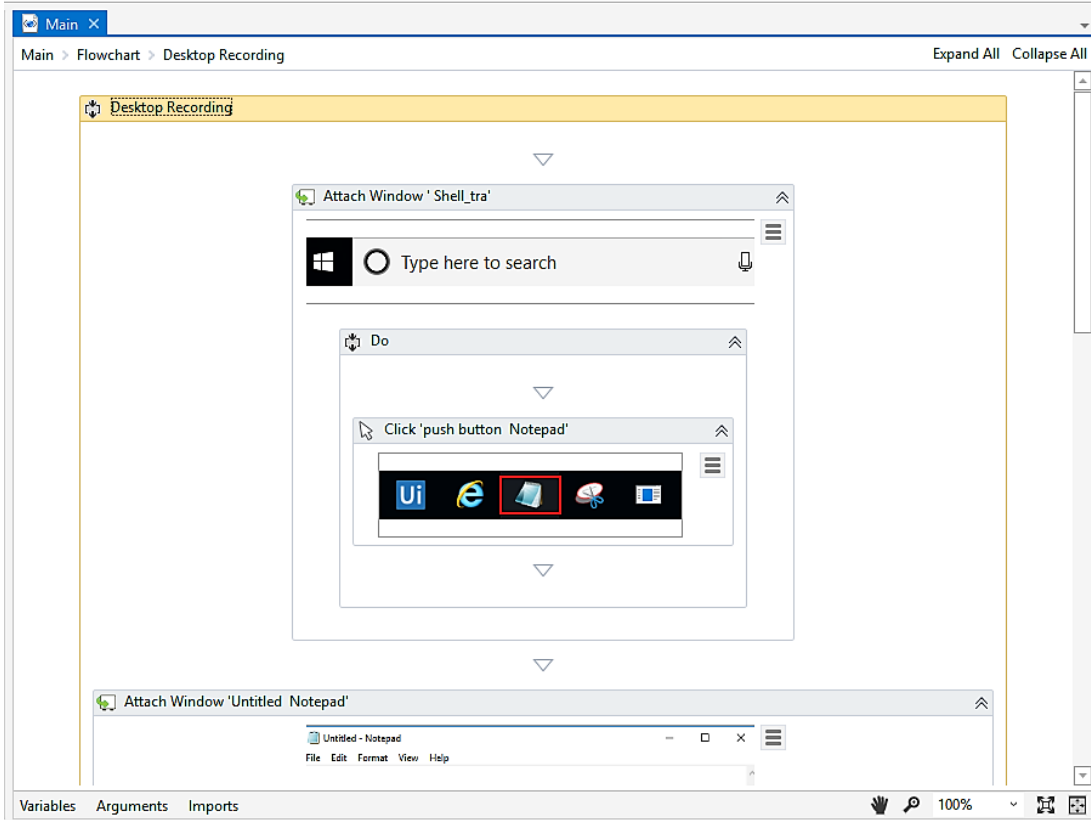 Main
Main > Flowchart > Desktop Recording Expand All Collapse All
Desktop Recording
Attach Window ' Shell_tra'
Type here to search
Do
Click 'push button Notepad'
Ui
Attach Window 'Untitled Notepad'
Untitled - Notepad
File Edit Format View Help
Variables Arguments Imports 100%